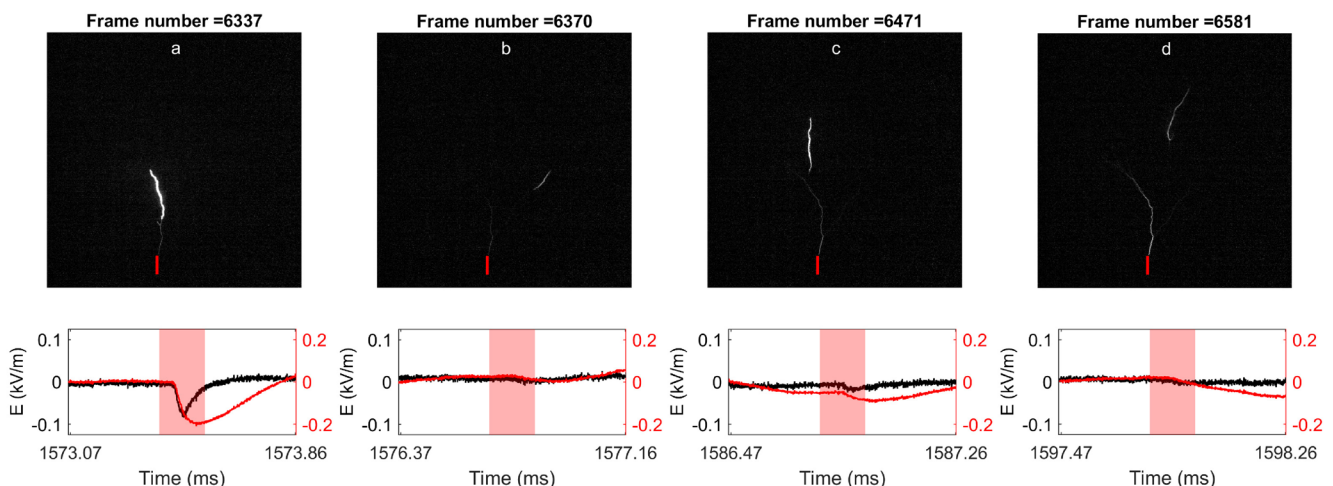 Frame number =6337
a
E (kV/m)
0.1
0
-0.1
0.2
0
-0.2
1573.07
1573.86
Time (ms)
Frame number =6370
b
E (kV/m)
0.1
0
-0.1
0.2
0
-0.2
1576.37
1577.16
Time (ms)
Frame number =6471
c
E (kV/m)
0.1
0
-0.1
0.2
0
-0.2
1586.47
1587.26
Time (ms)
Frame number =6581
d
E (kV/m)
0.1
0
-0.1
0.2
0
-0.2
1597.47
1598.26
Time (ms)